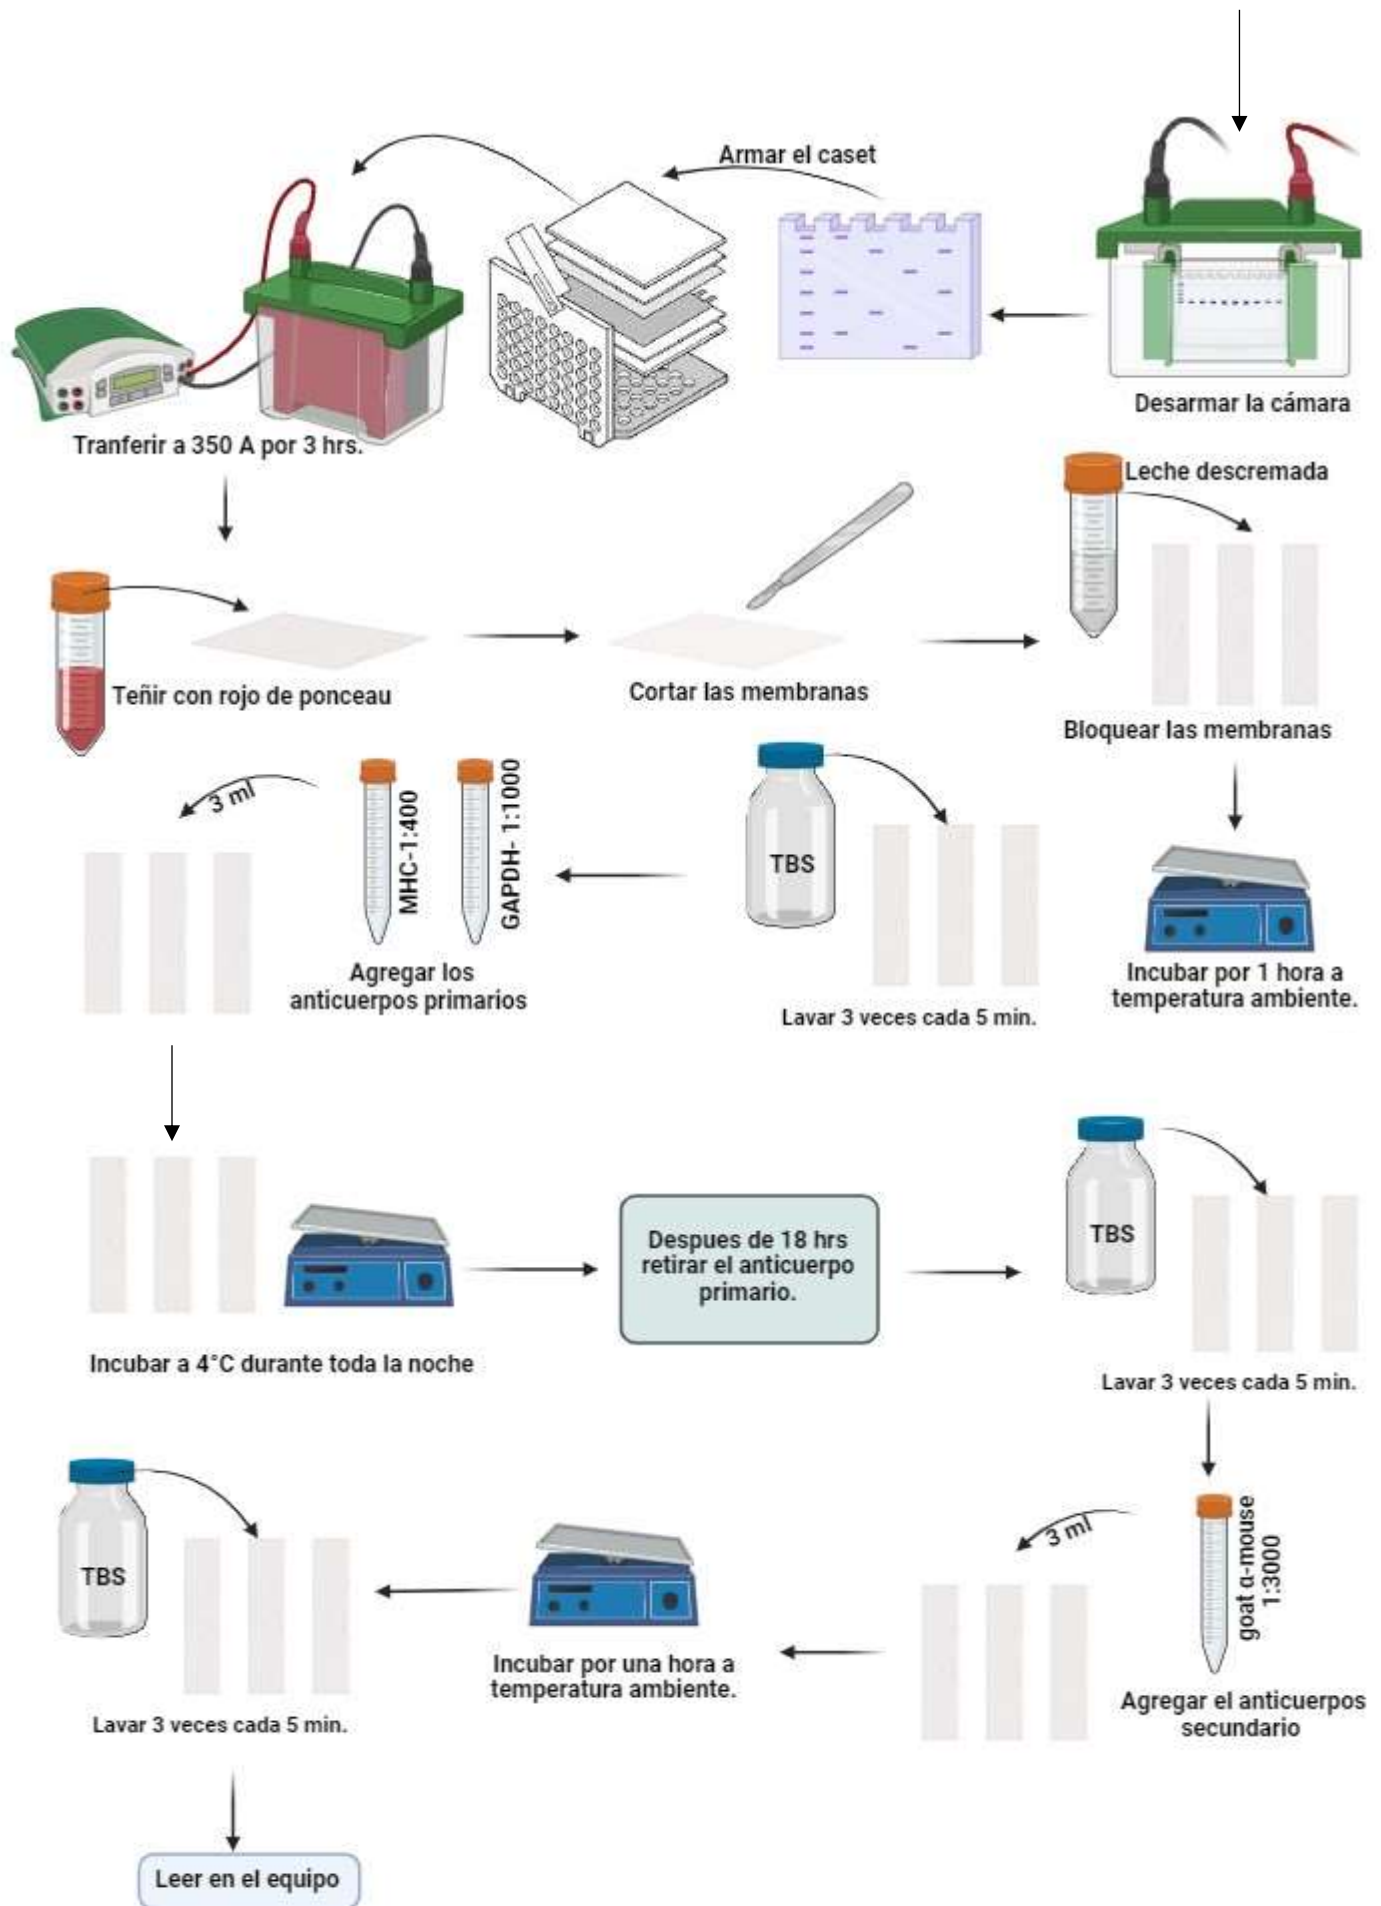 Armar el caset
Desarmar la cámara
Tranferir a 350 A por 3 hrs.
Leche descremada
Teñir con rojo de ponceau
Cortar las membranas
Bloquear las membranas
Incubar por 1 hora a
temperatura ambiente.
TBS
Lavar 3 veces cada 5 min.
MHC-1:400
GAPDH- 1:1000
Agregar los
anticuerpos primarios
3 ml
Incubar a 4°C durante toda la noche
Despues de 18 hrs
retirar el anticuerpo
primario.
TBS
Lavar 3 veces cada 5 min.
goat α-mouse
1:3000
Agregar el anticuerpos
secundario
3 ml
Incubar por una hora a
temperatura ambiente.
TBS
Lavar 3 veces cada 5 min.
Leer en el equipo